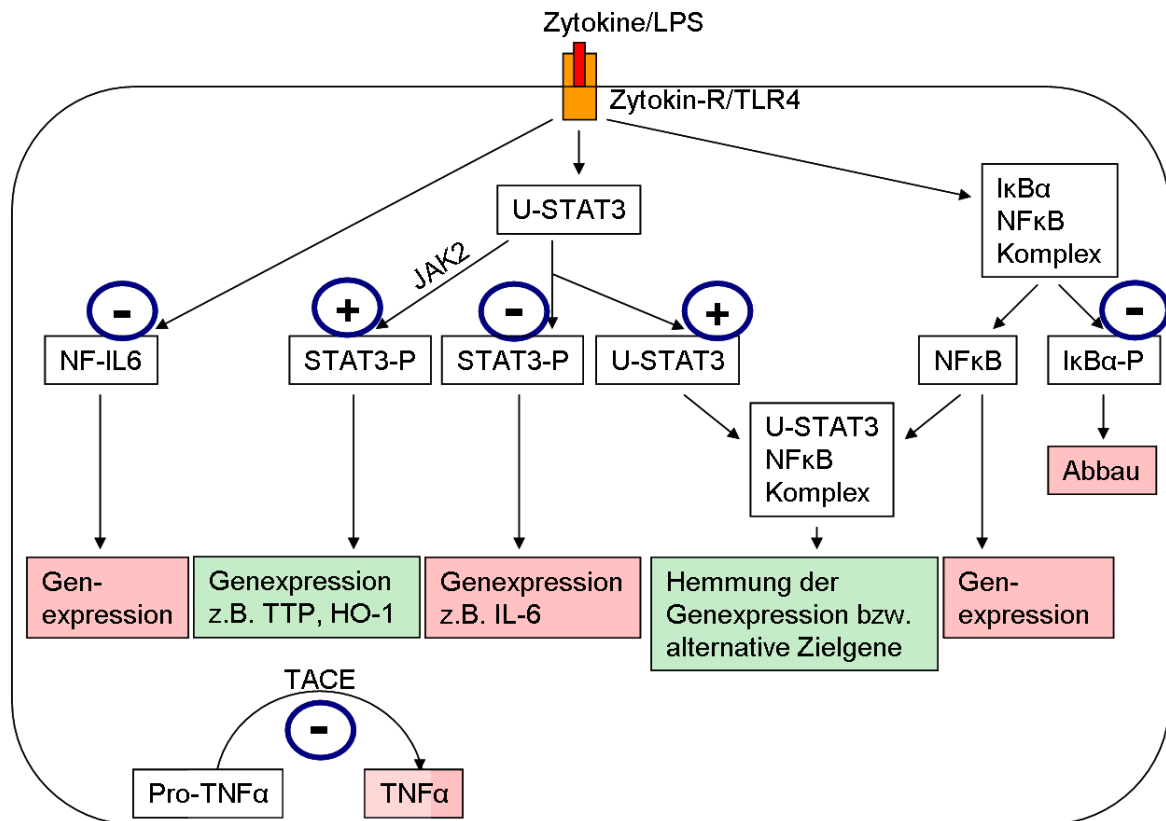 Zytokine/LPS
Zytokin-R/TLR4
U-STAT3
IκBα
NFκB
Komplex
JAK2
-
+
-
+
-
NF-IL6
STAT3-P
STAT3-P
U-STAT3
NFκB
IκBα-P
U-STAT3
NFκB
Komplex
Abbau
Gen-
expression
Genexpression
z.B. TTP, HO-1
Genexpression
z.B. IL-6
Hemmung der
Genexpression bzw.
alternative Zielgene
Gen-
expression
TACE
-
Pro-TNFα
TNFα